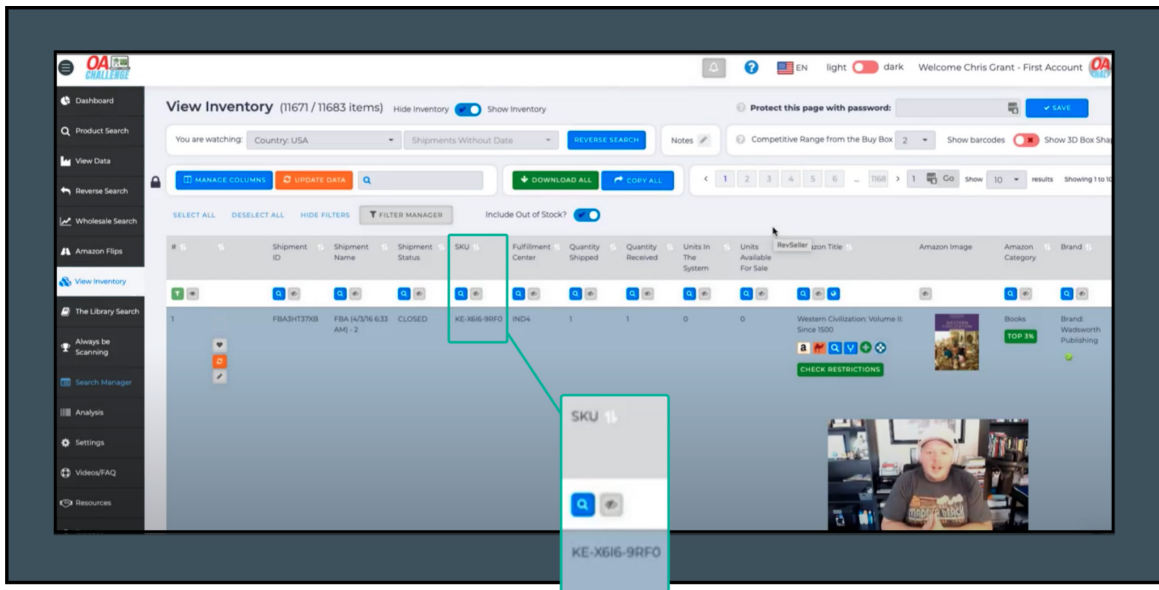 OA
CHALLENGE
EN light dark Welcome Chris Grant - First Account
Dashboard
Product Search
View Data
Reverse Search
Wholesale Search
Amazon Flips
View Inventory
The Library Search
Always be
Scanning
Search Manager
Analysis
Settings
Videos/FAQ
Resources
View Inventory (11671 / 11683 items) Hide Inventory Show Inventory
Protect this page with password: SAVE
You are watching: Country: USA Shipments Without Date REVERSE SEARCH Notes
Competitive Range from the Buy Box 2 Show barcodes Show 3D Box Shap
MANAGE COLUMNS UPDATE DATA DOWNLOAD ALL COPY ALL
< 1 2 3 4 5 6 ... 1168 > 1 Go Show 10 results Showing 1 to 10
SELECT ALL DESELECT ALL HIDE FILTERS FILTER MANAGER Include Out of Stock?
# Shipment ID Shipment Name Shipment Status SKU Fulfillment Center Quantity Shipped Quantity Received Units In The System Units Available For Sale RevSeller zon Title Amazon Image Amazon Category Brand
1 FBA3HT37XB FBA (4/3/16 6:33 AM) - 2 CLOSED KE-X6I6-9RF0 IND4 1 1 0 0
Western Civilization: Volume II: Since 1500
CHECK RESTRICTIONS
Books
TOP 3%
Brand:
Wadsworth
Publishing
SKU
KE-X6I6-9RF0